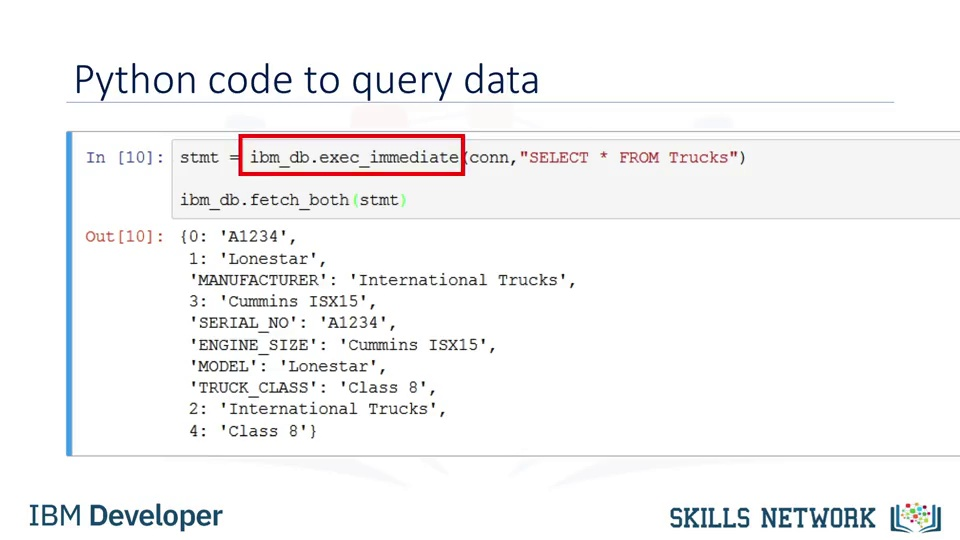 Python code to query data
In [10]: stmt = ibm_db.exec_immediate(conn,"SELECT * FROM Trucks")
ibm_db.fetch_both(stmt)
Out[10]: {0: 'A1234',
1: 'Lonestar',
'MANUFACTURER': 'International Trucks',
3: 'Cummins ISX15',
'SERIAL_NO': 'A1234',
'ENGINE_SIZE': 'Cummins ISX15',
'MODEL': 'Lonestar',
'TRUCK_CLASS': 'Class 8',
2: 'International Trucks',
4: 'Class 8'}
IBM Developer
SKILLS NETWORK